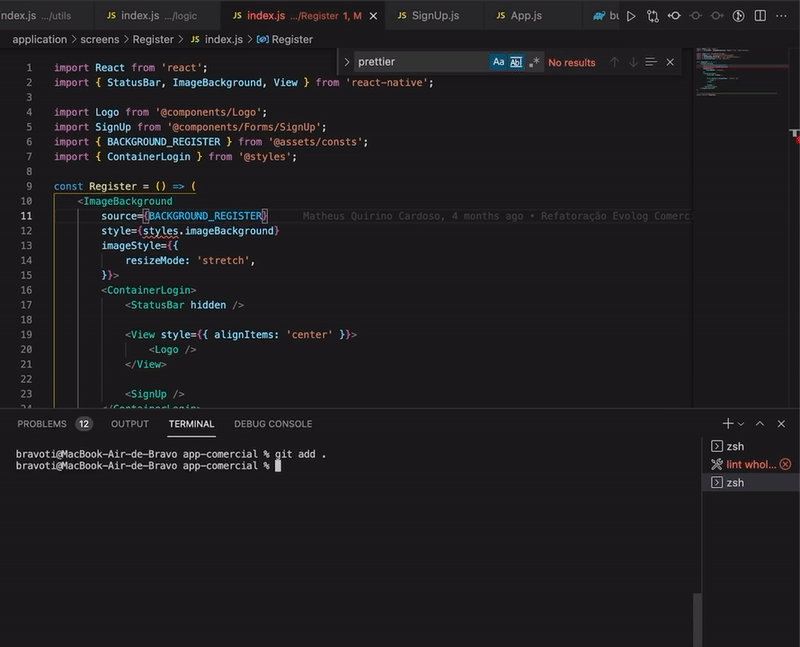 ndex.js .../utils
JS index.js .../logic
JS index.js .../Register 1, M
JS SignUp.js
JS App.js
application > screens > Register > JS index.js > Register
prettier
Aa
Abl
No results
1 import React from 'react';
2 import { StatusBar, ImageBackground, View } from 'react-native';
3
4 import Logo from '@components/Logo';
5 import SignUp from '@components/Forms/SignUp';
6 import { BACKGROUND_REGISTER } from '@assets/consts';
7 import { ContainerLogin } from '@styles';
8
9 const Register = () => (
10 <ImageBackground
11 source={BACKGROUND_REGISTER} Matheus Quirino Cardoso, 4 months ago • Refatoração Evolog Comerc
12 style={styles.imageBackground}
13 imageStyle={{
14 resizeMode: 'stretch',
15 }}>
16 <ContainerLogin>
17 <StatusBar hidden />
18
19 <View style={{ alignItems: 'center' }}>
20 <Logo />
21 </View>
22
23 <SignUp />
24 </ContainerLogin>
PROBLEMS 12 OUTPUT TERMINAL DEBUG CONSOLE
bravoti@MacBook-Air-de-Bravo app-comercial % git add .
bravoti@MacBook-Air-de-Bravo app-comercial %
zsh
lint whol...
zsh